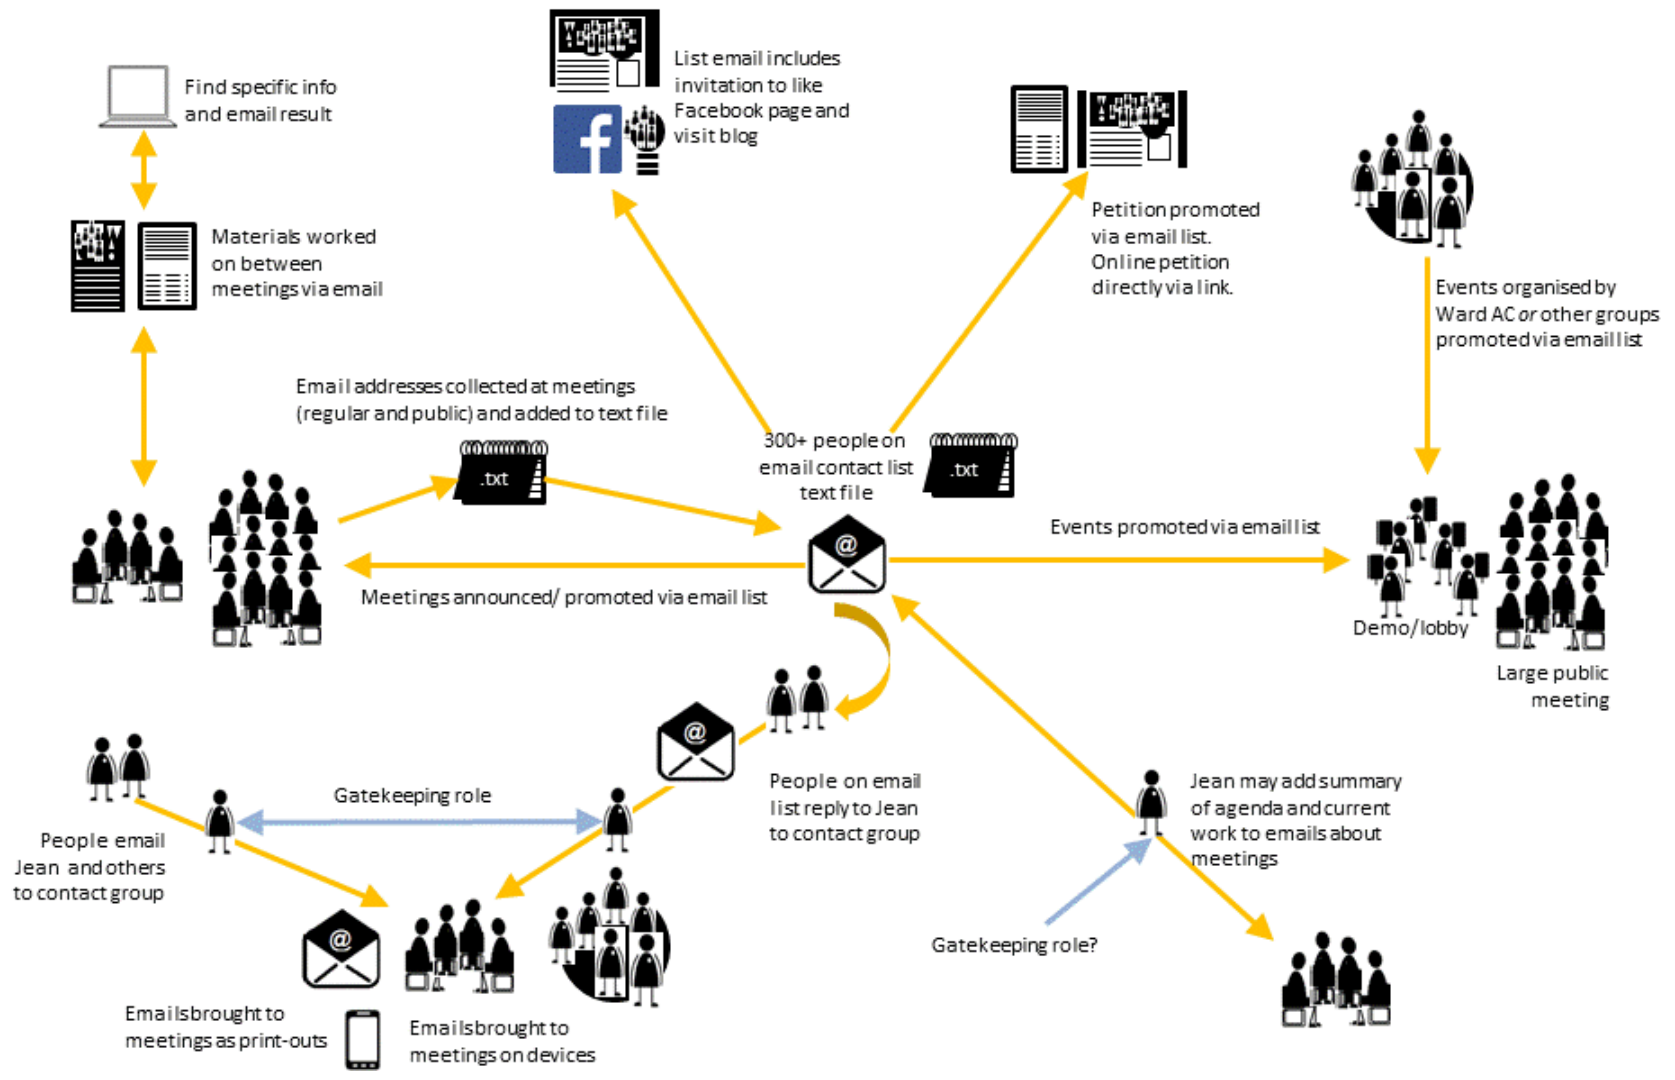 Find specific info
and email result
List email includes
invitation to like
Facebook page and
visit blog
f
Petition promoted
via email list.
Online petition
directly via link.
Materials worked
on between
meetings via email
Events organised by
Ward AC or other groups
promoted via email list
Email addresses collected at meetings
(regular and public) and added to text file
.txt
300+ people on
email contact list
text file
.txt
@
Events promoted via email list
Meetings announced/ promoted via email list
Demo/lobby
Large public
meeting
@
People on email
list reply to Jean
to contact group
Gatekeeping role
People email
Jean and others
to contact group
Jean may add summary
of agenda and current
work to emails about
meetings
Gatekeeping role?
@
Emails brought to
meetings as print-outs
Emails brought to
meetings on devices